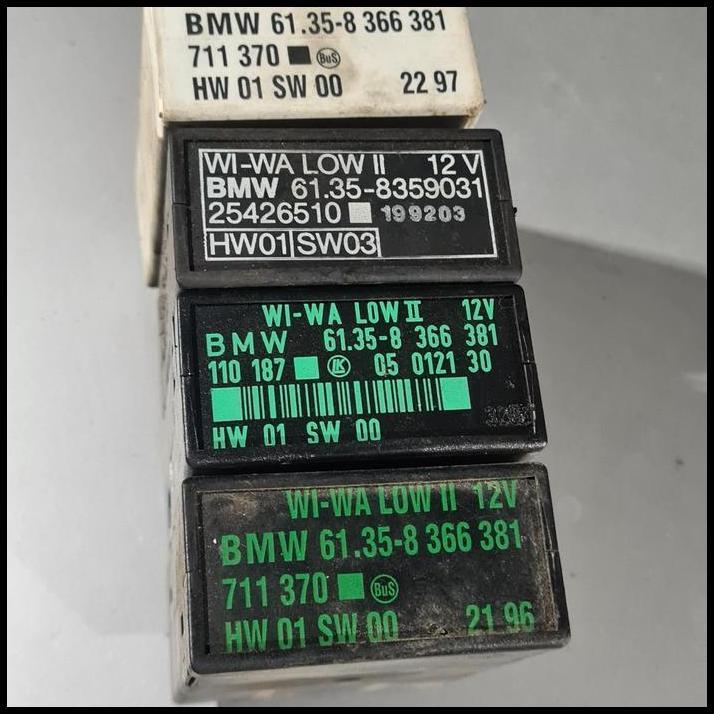 BMW 61.35-8 366 381
711 370 BuS
HW 01 SW 00 22 97
WI-WA LOW II 12 V
BMW 61.35-8359031
25426510 199203
HW01 SW03
WI-WA LOW II 12V
BMW 61.35-8 366 381
110 187 LK 05 0121 30
HW 01 SW 00
WI-WA LOW II 12V
BMW 61.35-8 366 381
711 370 BuS
HW 01 SW 00 21 96